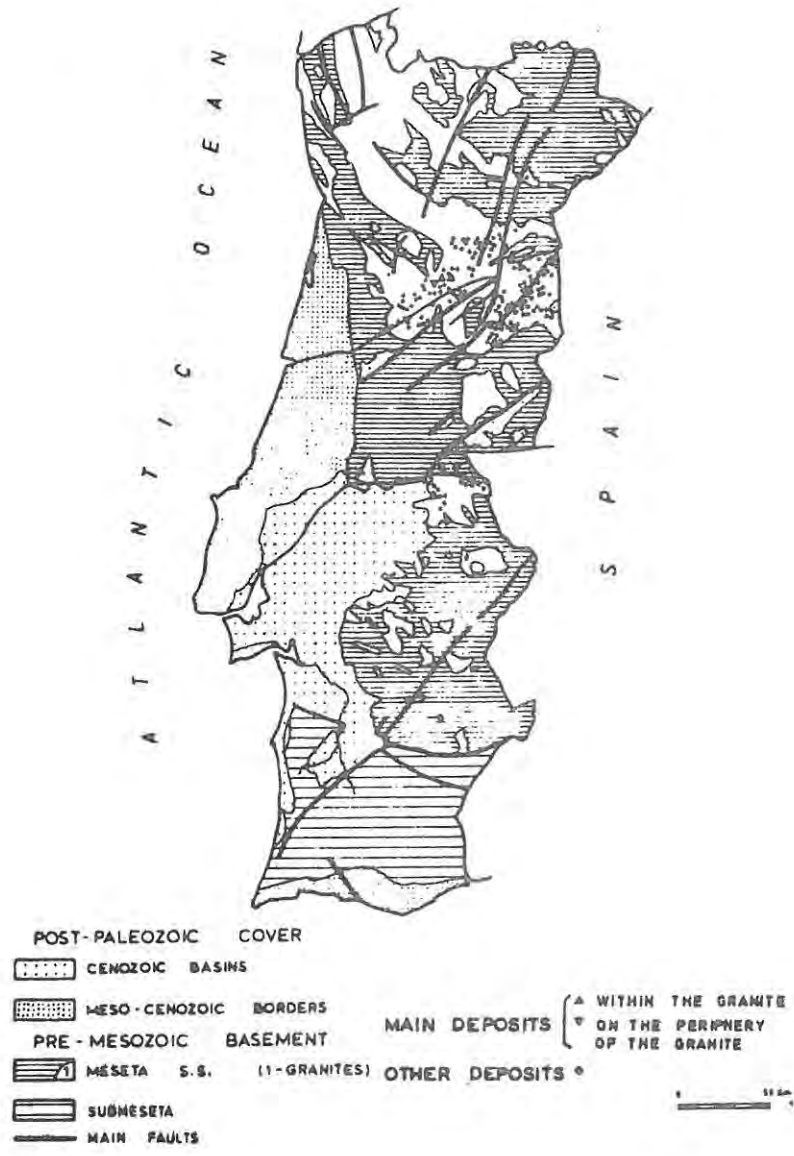 ATLANTIC OCEAN
SPAIN
POST-PALEOZOIC COVER
CENOZOIC BASINS
MESO-CENOZOIC BORDERS
PRE-MESOZOIC BASEMENT
1 MESETA S.S. (1-GRANITES)
SUBMESETA
MAIN FAULTS
MAIN DEPOSITS
WITHIN THE GRANITE
ON THE PERIPHERY
OF THE GRANITE
OTHER DEPOSITS